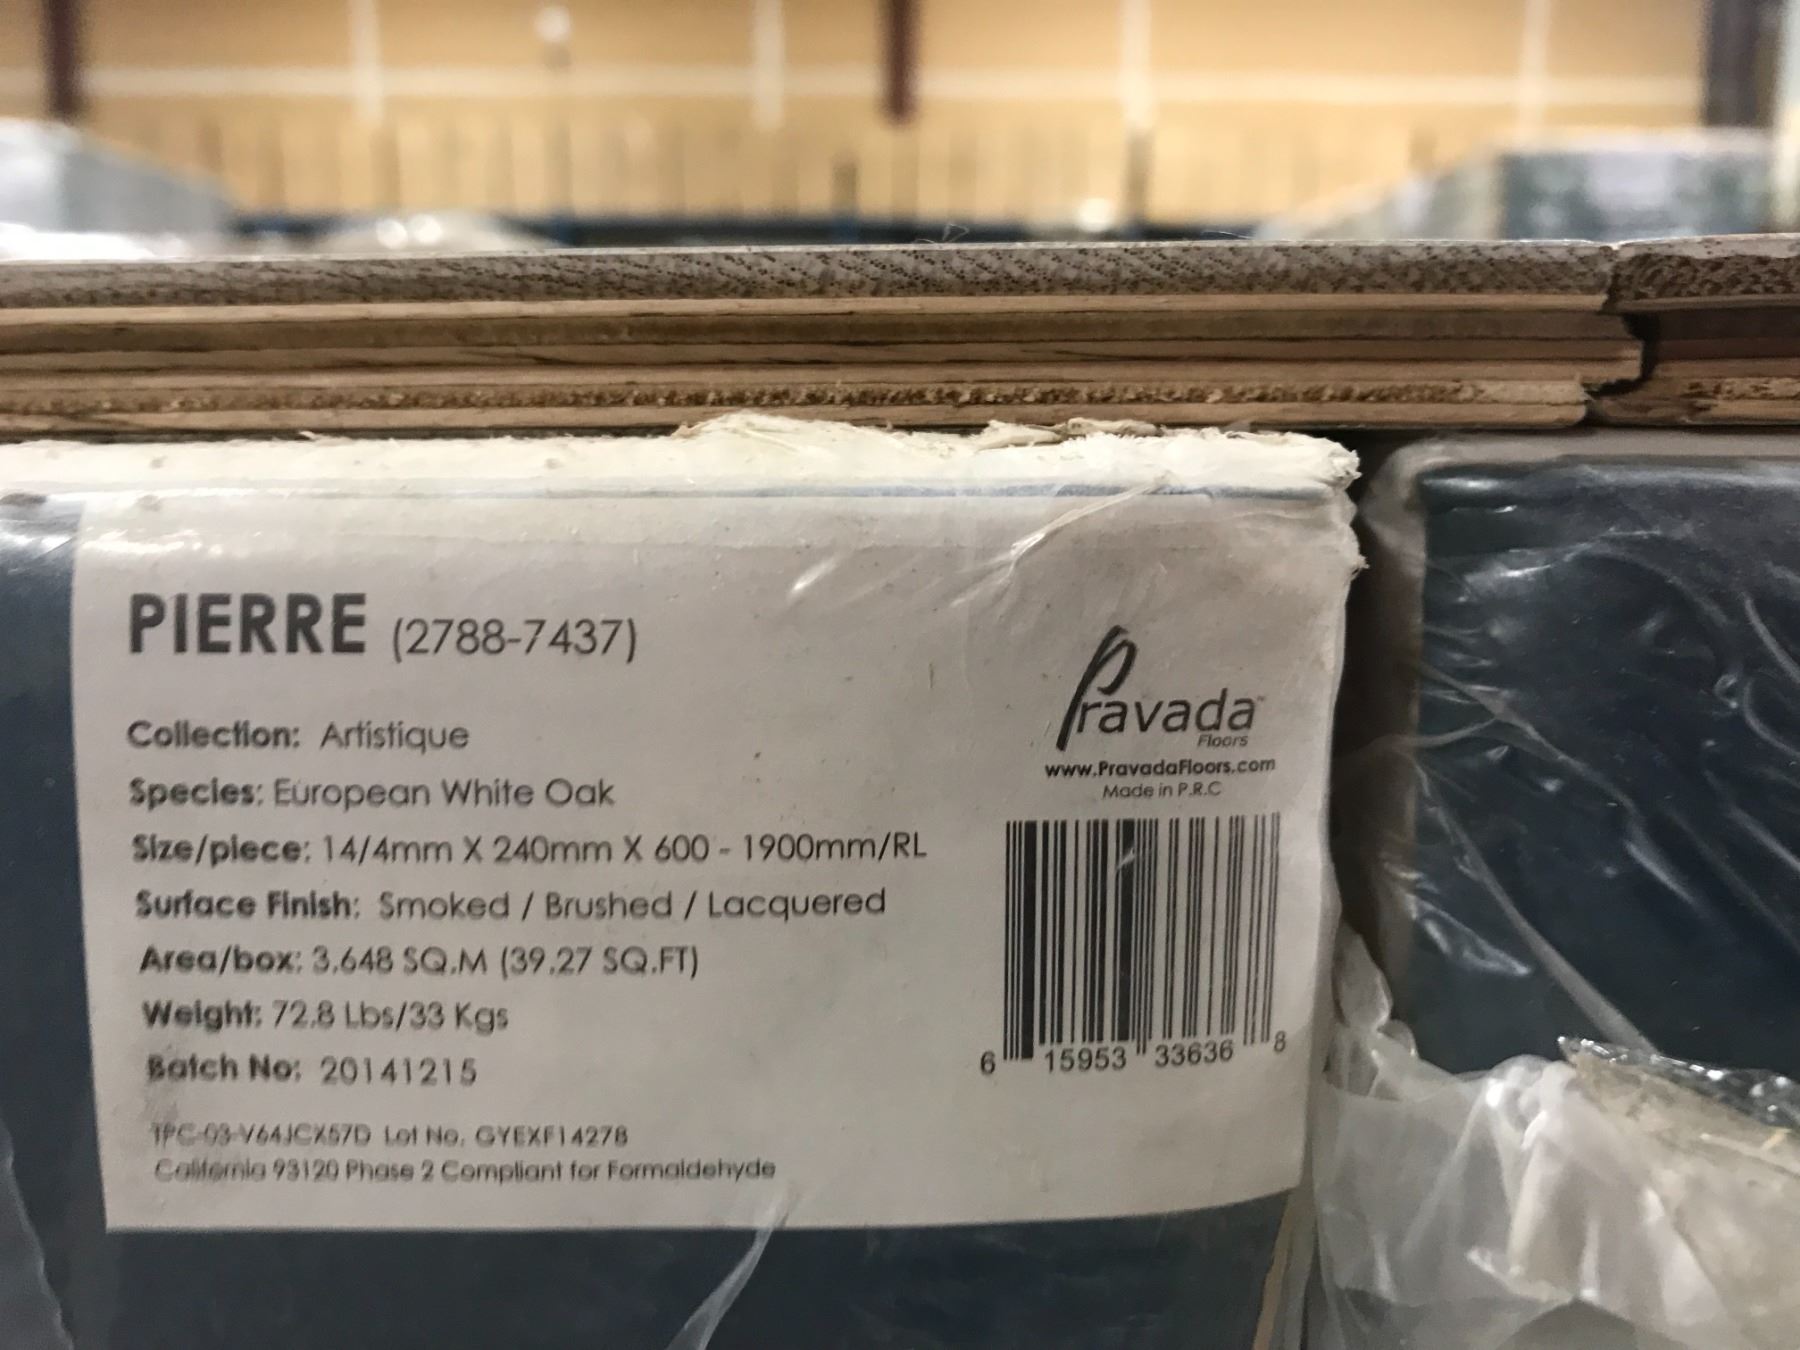 PIERRE (2788-7437)
Collection: Artistique
Species: European White Oak
Size/piece: 14/4mm X 240mm X 600 - 1900mm/RL
Surface Finish: Smoked / Brushed / Lacquered
Area/box: 3.648 SQ.M (39.27 SQ.FT)
Weight: 72.8 Lbs/33 Kgs
Batch No: 20141215
TPC-03-V64JCX57D Lot No. GYEXF14278
California 93120 Phase 2 Compliant for Formaldehyde
Pravada™
Floors
www.PravadaFloors.com
Made in P.R.C
6 15953 33636 8